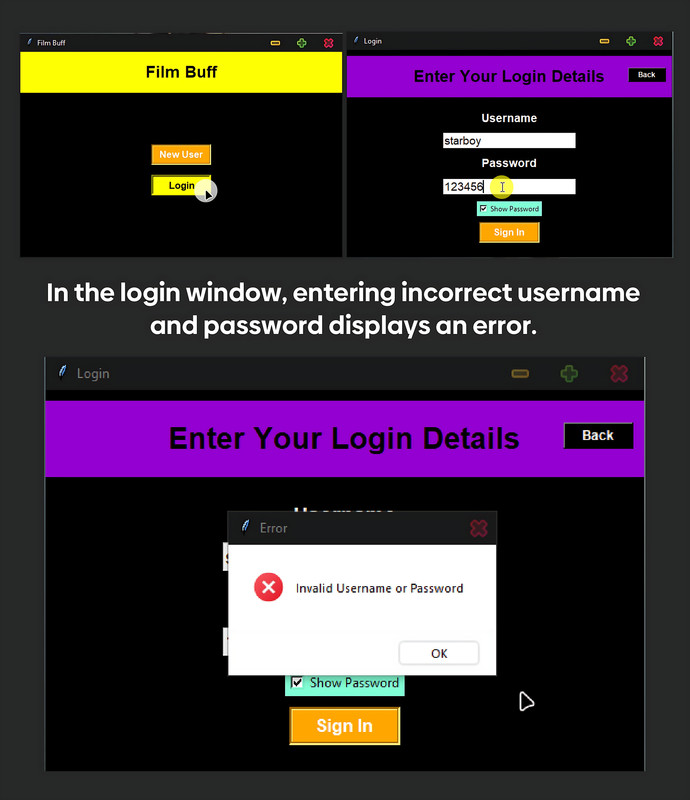 Film Buff
Film Buff
New User
Login
Login
Enter Your Login Details
Back
Username
starboy
Password
123456
Show Password
Sign In
In the login window, entering incorrect username
and password displays an error.
Login
Enter Your Login Details
Back
Error
Invalid Username or Password
OK
Show Password
Sign In